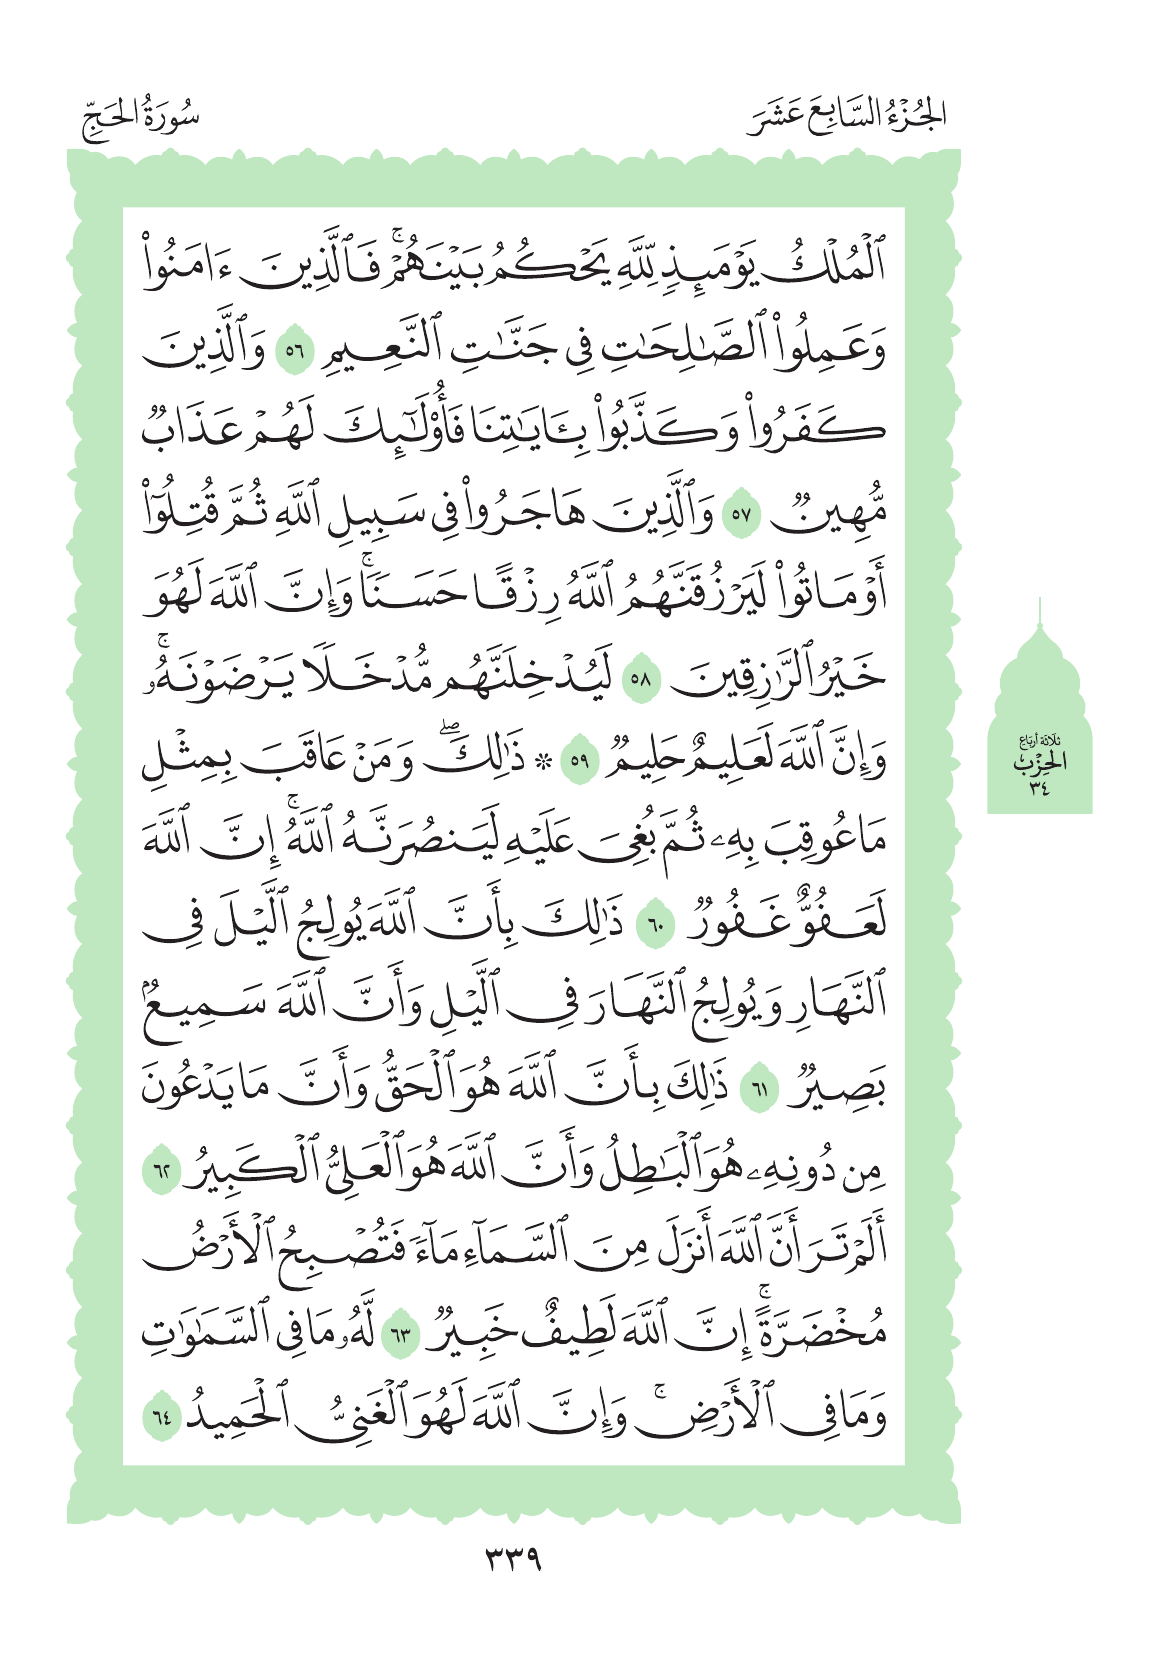 الجُزْءُ السَّابِعَ عَشَرَ
سُورَةُ الحَجِّ
ٱلْمُلْكُ يَوْمَئِذٍ لِّلَّهِ يَحْكُمُ بَيْنَهُمْۚ فَٱلَّذِينَ ءَامَنُوا۟
وَعَمِلُوا۟ ٱلصَّٰلِحَٰتِ فِى جَنَّٰتِ ٱلنَّعِيمِ ٥٦ وَٱلَّذِينَ
كَفَرُوا۟ وَكَذَّبُوا۟ بِـَٔايَٰتِنَا فَأُو۟لَٰٓئِكَ لَهُمْ عَذَابٌ
مُّهِينٌ ٥٧ وَٱلَّذِينَ هَاجَرُوا۟ فِى سَبِيلِ ٱللَّهِ ثُمَّ قُتِلُوٓا۟
أَوْ مَاتُوا۟ لَيَرْزُقَنَّهُمُ ٱللَّهُ رِزْقًا حَسَنًاۚ وَإِنَّ ٱللَّهَ لَهُوَ
خَيْرُ ٱلرَّٰزِقِينَ ٥٨ لَيُدْخِلَنَّهُم مُّدْخَلًا يَرْضَوْنَهُۥۚ
وَإِنَّ ٱللَّهَ لَعَلِيمٌ حَلِيمٌ ٥٩ ۞ ذَٰلِكَۖ وَمَنْ عَاقَبَ بِمِثْلِ
مَا عُوقِبَ بِهِۦ ثُمَّ بُغِىَ عَلَيْهِ لَيَنصُرَنَّهُ ٱللَّهُۚ إِنَّ ٱللَّهَ
لَعَفُوٌّ غَفُورٌ ٦٠ ذَٰلِكَ بِأَنَّ ٱللَّهَ يُولِجُ ٱلَّيْلَ فِى
ٱلنَّهَارِ وَيُولِجُ ٱلنَّهَارَ فِى ٱلَّيْلِ وَأَنَّ ٱللَّهَ سَمِيعٌۢ
بَصِيرٌ ٦١ ذَٰلِكَ بِأَنَّ ٱللَّهَ هُوَ ٱلْحَقُّ وَأَنَّ مَا يَدْعُونَ
مِن دُونِهِۦ هُوَ ٱلْبَٰطِلُ وَأَنَّ ٱللَّهَ هُوَ ٱلْعَلِىُّ ٱلْكَبِيرُ ٦٢
أَلَمْ تَرَ أَنَّ ٱللَّهَ أَنزَلَ مِنَ ٱلسَّمَآءِ مَآءً فَتُصْبِحُ ٱلْأَرْضُ
مُخْضَرَّةًۚ إِنَّ ٱللَّهَ لَطِيفٌ خَبِيرٌ ٦٣ لَّهُۥ مَا فِى ٱلسَّمَٰوَٰتِ
وَمَا فِى ٱلْأَرْضِۚ وَإِنَّ ٱللَّهَ لَهُوَ ٱلْغَنِىُّ ٱلْحَمِيدُ ٦٤
ثلاثة أرباع
الحِزْب
٣٤
٣٣٩